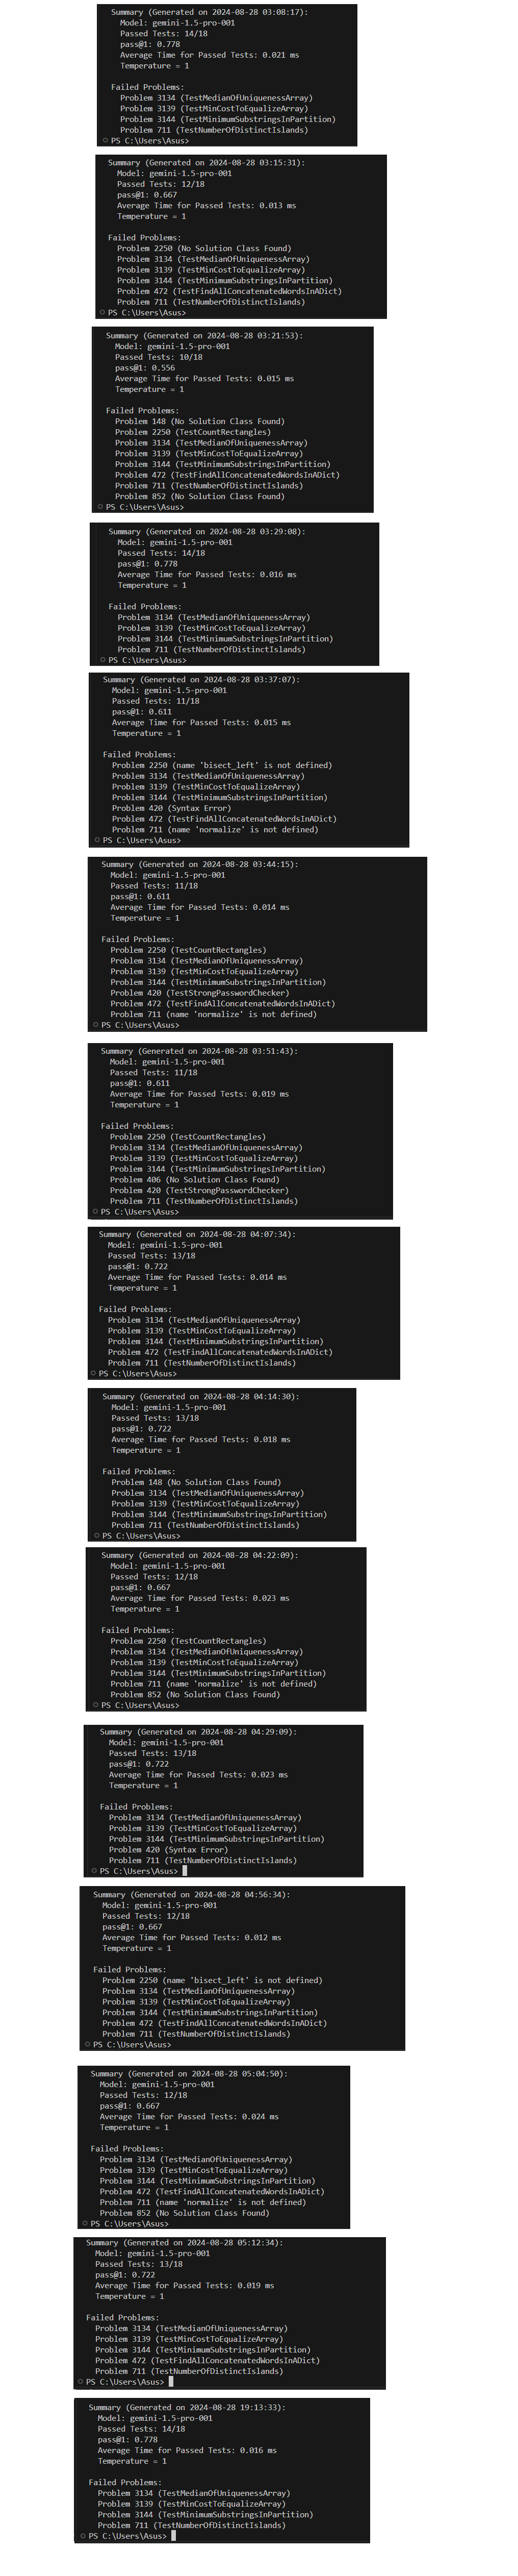 Summary (Generated on 2024-08-28 03:08:17):
Model: gemini-1.5-pro-001
Passed Tests: 14/18
pass@1: 0.778
Average Time for Passed Tests: 0.021 ms
Temperature = 1
Failed Problems:
Problem 3134 (TestMedianOfUniquenessArray)
Problem 3139 (TestMinCostToEqualizeArray)
Problem 3144 (TestMinimumSubstringsInPartition)
Problem 711 (TestNumberOfDistinctIslands)
PS C:\Users\Asus>
Summary (Generated on 2024-08-28 03:15:31):
Model: gemini-1.5-pro-001
Passed Tests: 12/18
pass@1: 0.667
Average Time for Passed Tests: 0.013 ms
Temperature = 1
Failed Problems:
Problem 2250 (No Solution Class Found)
Problem 3134 (TestMedianOfUniquenessArray)
Problem 3139 (TestMinCostToEqualizeArray)
Problem 3144 (TestMinimumSubstringsInPartition)
Problem 472 (TestFindAllConcatenatedWordsInADict)
Problem 711 (TestNumberOfDistinctIslands)
PS C:\Users\Asus>
Summary (Generated on 2024-08-28 03:21:53):
Model: gemini-1.5-pro-001
Passed Tests: 10/18
pass@1: 0.556
Average Time for Passed Tests: 0.015 ms
Temperature = 1
Failed Problems:
Problem 148 (No Solution Class Found)
Problem 2250 (TestCountRectangles)
Problem 3134 (TestMedianOfUniquenessArray)
Problem 3139 (TestMinCostToEqualizeArray)
Problem 3144 (TestMinimumSubstringsInPartition)
Problem 472 (TestFindAllConcatenatedWordsInADict)
Problem 711 (TestNumberOfDistinctIslands)
Problem 852 (No Solution Class Found)
PS C:\Users\Asus>
Summary (Generated on 2024-08-28 03:29:08):
Model: gemini-1.5-pro-001
Passed Tests: 14/18
pass@1: 0.778
Average Time for Passed Tests: 0.016 ms
Temperature = 1
Failed Problems:
Problem 3134 (TestMedianOfUniquenessArray)
Problem 3139 (TestMinCostToEqualizeArray)
Problem 3144 (TestMinimumSubstringsInPartition)
Problem 711 (TestNumberOfDistinctIslands)
PS C:\Users\Asus>
Summary (Generated on 2024-08-28 03:37:07):
Model: gemini-1.5-pro-001
Passed Tests: 11/18
pass@1: 0.611
Average Time for Passed Tests: 0.015 ms
Temperature = 1
Failed Problems:
Problem 2250 (name 'bisect_left' is not defined)
Problem 3134 (TestMedianOfUniquenessArray)
Problem 3139 (TestMinCostToEqualizeArray)
Problem 3144 (TestMinimumSubstringsInPartition)
Problem 420 (Syntax Error)
Problem 472 (TestFindAllConcatenatedWordsInADict)
Problem 711 (name 'normalize' is not defined)
PS C:\Users\Asus>
Summary (Generated on 2024-08-28 03:44:15):
Model: gemini-1.5-pro-001
Passed Tests: 11/18
pass@1: 0.611
Average Time for Passed Tests: 0.014 ms
Temperature = 1
Failed Problems:
Problem 2250 (TestCountRectangles)
Problem 3134 (TestMedianOfUniquenessArray)
Problem 3139 (TestMinCostToEqualizeArray)
Problem 3144 (TestMinimumSubstringsInPartition)
Problem 420 (TestStrongPasswordChecker)
Problem 472 (TestFindAllConcatenatedWordsInADict)
Problem 711 (name 'normalize' is not defined)
PS C:\Users\Asus>
Summary (Generated on 2024-08-28 03:51:43):
Model: gemini-1.5-pro-001
Passed Tests: 11/18
pass@1: 0.611
Average Time for Passed Tests: 0.019 ms
Temperature = 1
Failed Problems:
Problem 2250 (TestCountRectangles)
Problem 3134 (TestMedianOfUniquenessArray)
Problem 3139 (TestMinCostToEqualizeArray)
Problem 3144 (TestMinimumSubstringsInPartition)
Problem 406 (No Solution Class Found)
Problem 420 (TestStrongPasswordChecker)
Problem 711 (TestNumberOfDistinctIslands)
PS C:\Users\Asus>
Summary (Generated on 2024-08-28 04:07:34):
Model: gemini-1.5-pro-001
Passed Tests: 13/18
pass@1: 0.722
Average Time for Passed Tests: 0.014 ms
Temperature = 1
Failed Problems:
Problem 3134 (TestMedianOfUniquenessArray)
Problem 3139 (TestMinCostToEqualizeArray)
Problem 3144 (TestMinimumSubstringsInPartition)
Problem 472 (TestFindAllConcatenatedWordsInADict)
Problem 711 (TestNumberOfDistinctIslands)
PS C:\Users\Asus>
Summary (Generated on 2024-08-28 04:14:30):
Model: gemini-1.5-pro-001
Passed Tests: 13/18
pass@1: 0.722
Average Time for Passed Tests: 0.018 ms
Temperature = 1
Failed Problems:
Problem 148 (No Solution Class Found)
Problem 3134 (TestMedianOfUniquenessArray)
Problem 3139 (TestMinCostToEqualizeArray)
Problem 3144 (TestMinimumSubstringsInPartition)
Problem 711 (TestNumberOfDistinctIslands)
PS C:\Users\Asus>
Summary (Generated on 2024-08-28 04:22:09):
Model: gemini-1.5-pro-001
Passed Tests: 12/18
pass@1: 0.667
Average Time for Passed Tests: 0.023 ms
Temperature = 1
Failed Problems:
Problem 2250 (TestCountRectangles)
Problem 3134 (TestMedianOfUniquenessArray)
Problem 3139 (TestMinCostToEqualizeArray)
Problem 3144 (TestMinimumSubstringsInPartition)
Problem 711 (name 'normalize' is not defined)
Problem 852 (No Solution Class Found)
PS C:\Users\Asus>
Summary (Generated on 2024-08-28 04:29:09):
Model: gemini-1.5-pro-001
Passed Tests: 13/18
pass@1: 0.722
Average Time for Passed Tests: 0.023 ms
Temperature = 1
Failed Problems:
Problem 3134 (TestMedianOfUniquenessArray)
Problem 3139 (TestMinCostToEqualizeArray)
Problem 3144 (TestMinimumSubstringsInPartition)
Problem 420 (Syntax Error)
Problem 711 (TestNumberOfDistinctIslands)
PS C:\Users\Asus>
Summary (Generated on 2024-08-28 04:56:34):
Model: gemini-1.5-pro-001
Passed Tests: 12/18
pass@1: 0.667
Average Time for Passed Tests: 0.012 ms
Temperature = 1
Failed Problems:
Problem 2250 (name 'bisect_left' is not defined)
Problem 3134 (TestMedianOfUniquenessArray)
Problem 3139 (TestMinCostToEqualizeArray)
Problem 3144 (TestMinimumSubstringsInPartition)
Problem 472 (TestFindAllConcatenatedWordsInADict)
Problem 711 (TestNumberOfDistinctIslands)
PS C:\Users\Asus>
Summary (Generated on 2024-08-28 05:04:50):
Model: gemini-1.5-pro-001
Passed Tests: 12/18
pass@1: 0.667
Average Time for Passed Tests: 0.024 ms
Temperature = 1
Failed Problems:
Problem 3134 (TestMedianOfUniquenessArray)
Problem 3139 (TestMinCostToEqualizeArray)
Problem 3144 (TestMinimumSubstringsInPartition)
Problem 472 (TestFindAllConcatenatedWordsInADict)
Problem 711 (name 'normalize' is not defined)
Problem 852 (No Solution Class Found)
PS C:\Users\Asus>
Summary (Generated on 2024-08-28 05:12:34):
Model: gemini-1.5-pro-001
Passed Tests: 13/18
pass@1: 0.722
Average Time for Passed Tests: 0.019 ms
Temperature = 1
Failed Problems:
Problem 3134 (TestMedianOfUniquenessArray)
Problem 3139 (TestMinCostToEqualizeArray)
Problem 3144 (TestMinimumSubstringsInPartition)
Problem 472 (TestFindAllConcatenatedWordsInADict)
Problem 711 (TestNumberOfDistinctIslands)
PS C:\Users\Asus>
Summary (Generated on 2024-08-28 19:13:33):
Model: gemini-1.5-pro-001
Passed Tests: 14/18
pass@1: 0.778
Average Time for Passed Tests: 0.016 ms
Temperature = 1
Failed Problems:
Problem 3134 (TestMedianOfUniquenessArray)
Problem 3139 (TestMinCostToEqualizeArray)
Problem 3144 (TestMinimumSubstringsInPartition)
Problem 711 (TestNumberOfDistinctIslands)
PS C:\Users\Asus>